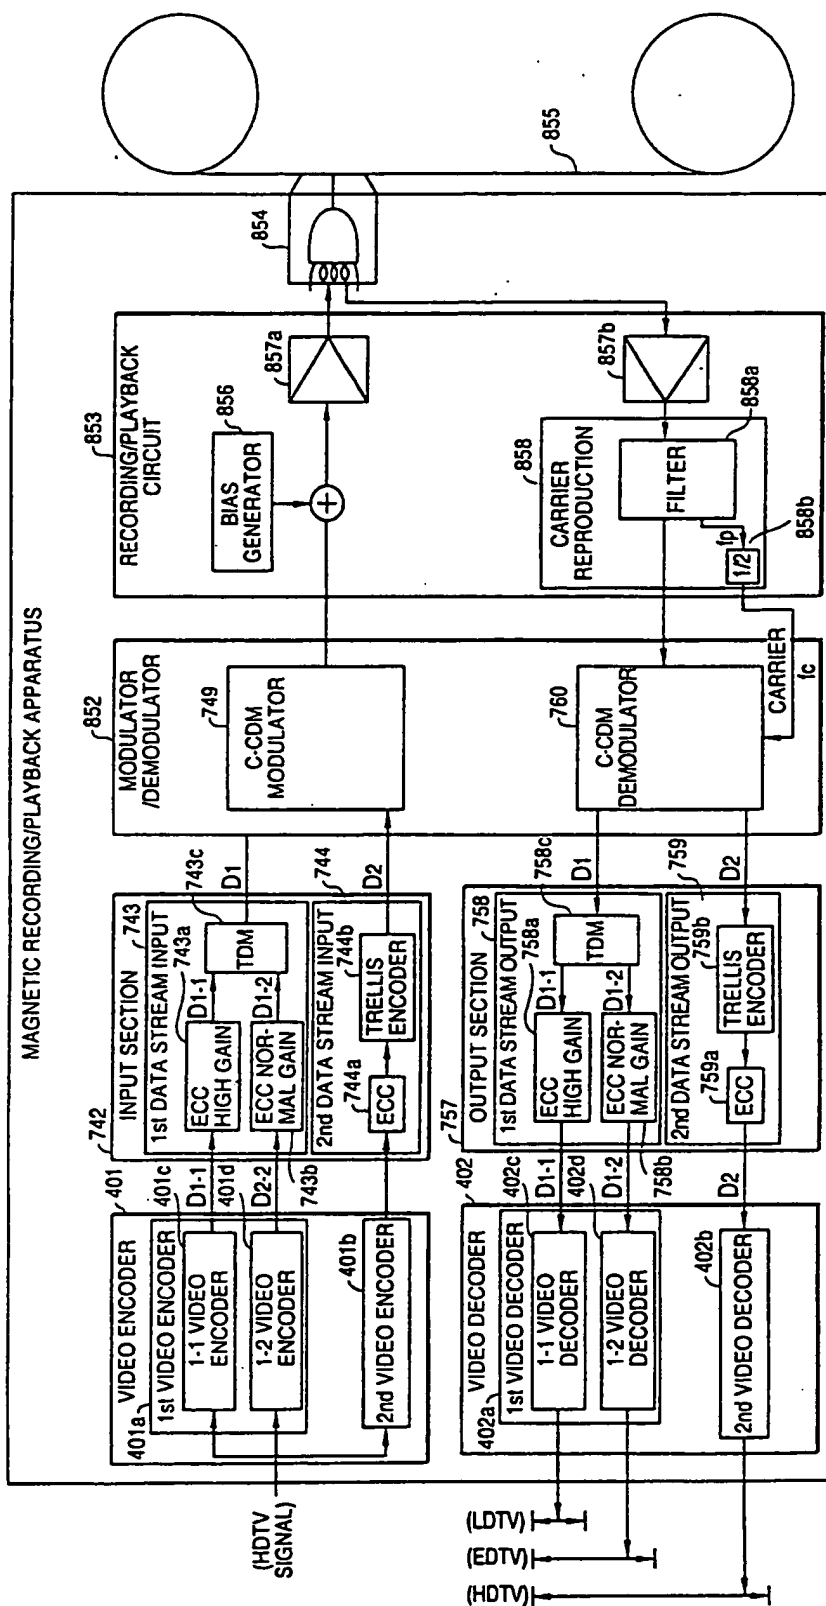 MAGNETIC RECORDING/PLAYBACK APPARATUS
(HDTV
SIGNAL)
401
VIDEO ENCODER
401a
1st VIDEO ENCODER
401c
1-1 VIDEO
ENCODER
401d
1-2 VIDEO
ENCODER
401b
2nd VIDEO ENCODER
D1-1
D2-2
742
INPUT SECTION
743
1st DATA STREAM INPUT
743a
ECC
HIGH GAIN
ECC NOR-
MAL GAIN
743b
D1-1
D1-2
743c
TDM
D1
744
2nd DATA STREAM INPUT
744a
ECC
744b
TRELLIS
ENCODER
D2
852
MODULATOR
/DEMODULATOR
749
C-CDM
MODULATOR
760
C-CDM
DEMODULATOR
CARRIER
fc
853
RECORDING/PLAYBACK
CIRCUIT
856
BIAS
GENERATOR
+
857a
854
855
857b
858
CARRIER
REPRODUCTION
858a
FILTER
fp
858b
1/2
757
OUTPUT SECTION
758
1st DATA STREAM OUTPUT
758a
ECC
HIGH GAIN
ECC NOR-
MAL GAIN
758b
D1-1
D1-2
758c
TDM
D1
759
2nd DATA STREAM OUTPUT
759a
ECC
759b
TRELLIS
ENCODER
D2
402
VIDEO DECODER
402a
1st VIDEO DECODER
402c
1-1 VIDEO
DECODER
402d
1-2 VIDEO
DECODER
402b
2nd VIDEO DECODER
D1-1
D1-2
D2
(LDTV)
(EDTV)
(HDTV)